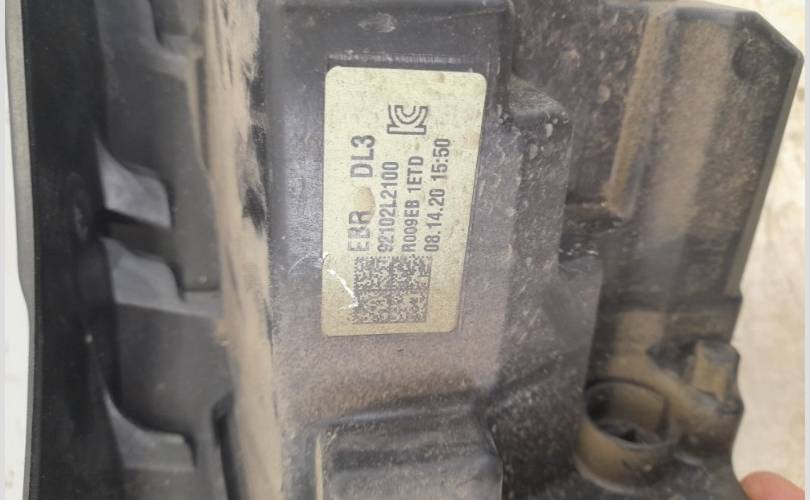 EBR DL3
92102L2100
R009EB 1ETD
08.14.20 15:50